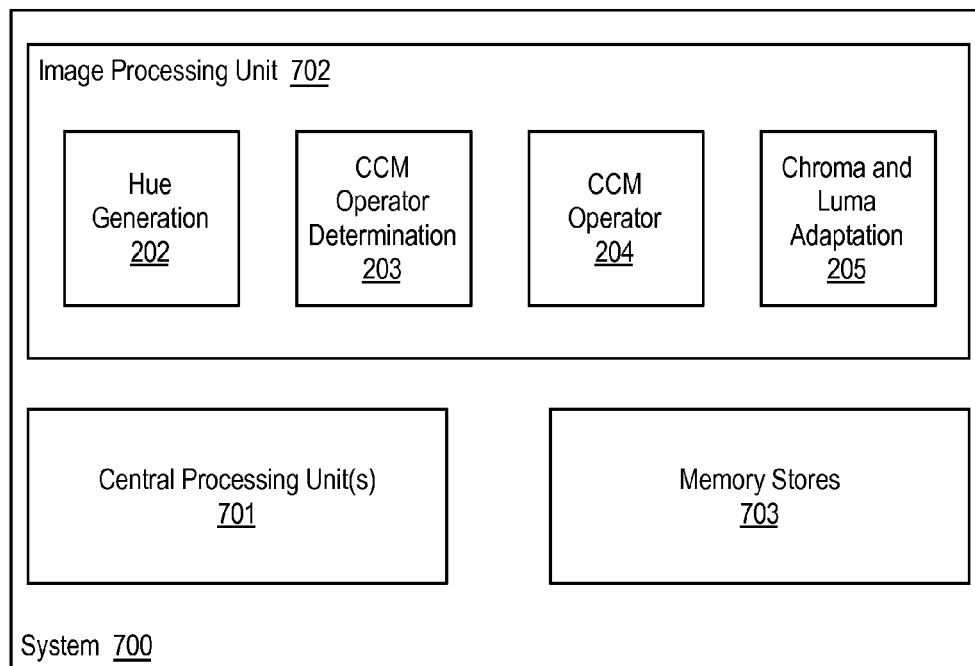 Image Processing Unit 702
Hue
Generation
202
CCM
Operator
Determination
203
CCM
Operator
204
Chroma and
Luma
Adaptation
205
Central Processing Unit(s)
701
Memory Stores
703
System 700